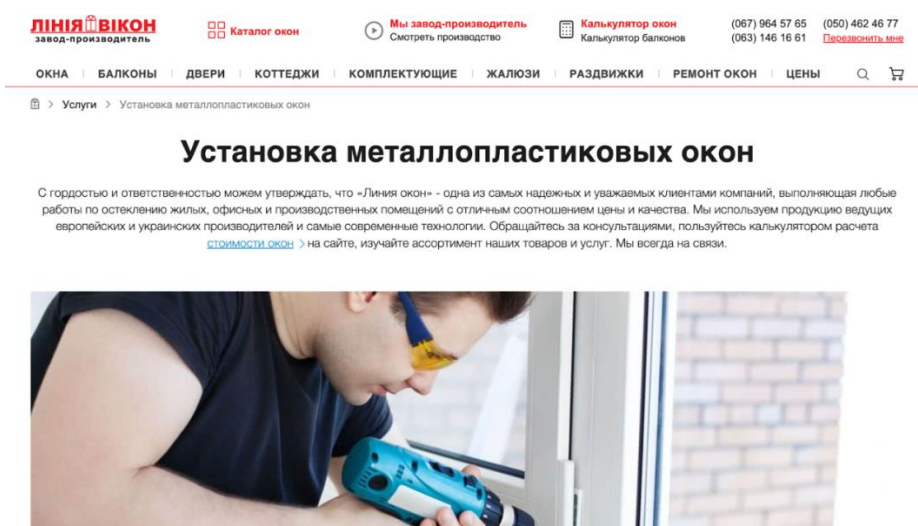 ЛІНІЯ ВІКОН
завод-производитель
Каталог окон
Мы завод-производитель
Смотреть производство
Калькулятор окон
Калькулятор балконов
(067) 964 57 65
(063) 146 16 61
(050) 462 46 77
Перезвонить мне
ОКНА БАЛКОНЫ ДВЕРИ КОТТЕДЖИ КОМПЛЕКТУЮЩИЕ ЖАЛЮЗИ РАЗДВИЖКИ РЕМОНТ ОКОН ЦЕНЫ
> Услуги > Установка металлопластиковых окон
Установка металлопластиковых окон
С гордостью и ответственностью можем утверждать, что «Линия окон» - одна из самых надежных и уважаемых клиентами компаний, выполняющая любые
работы по остеклению жилых, офисных и производственных помещений с отличным соотношением цены и качества. Мы используем продукцию ведущих
европейских и украинских производителей и самые современные технологии. Обращайтесь за консультациями, пользуйтесь калькулятором расчета
стоимости окон > на сайте, изучайте ассортимент наших товаров и услуг. Мы всегда на связи.